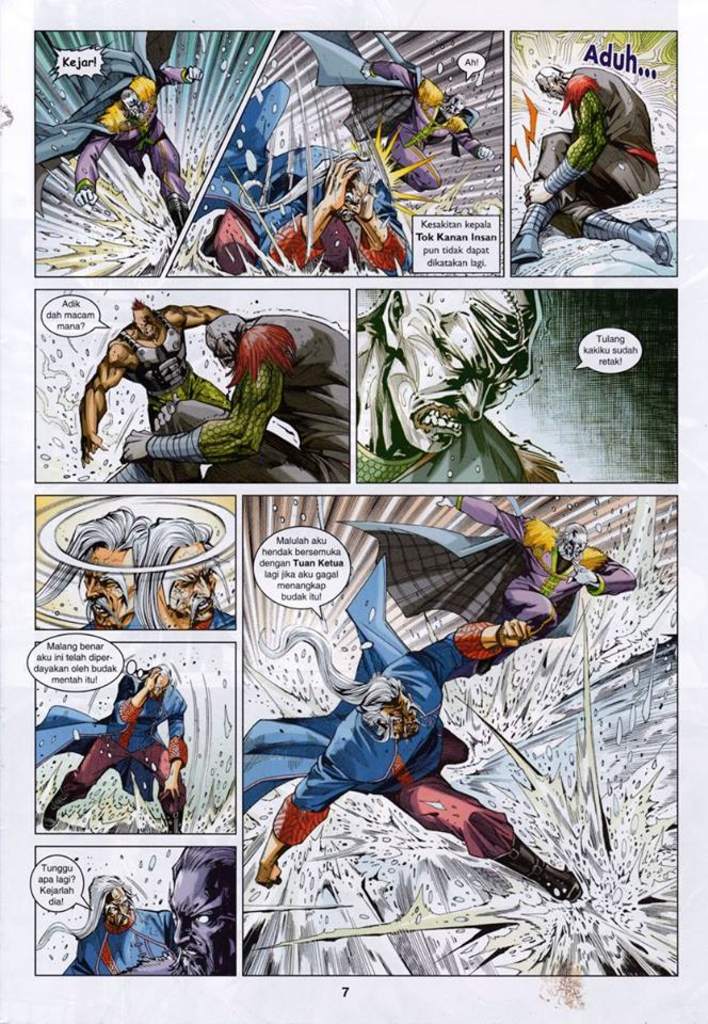 Kejar!
Ah!
Kesakitan kepala
Tok Kanan Insan
pun tidak dapat
dikatakan lagi.
Aduh...
Adik
dah macam
mana?
Tulang
kakiku sudah
retak!
Malang benar
aku ini telah diper-
dayakan oleh budak
mentah itu!
Tunggu
apa lagi?
Kejarlah
dia!
Malulah aku
hendak bersemuka
dengan Tuan Ketua
lagi jika aku gagal
menangkap
budak itu!
7